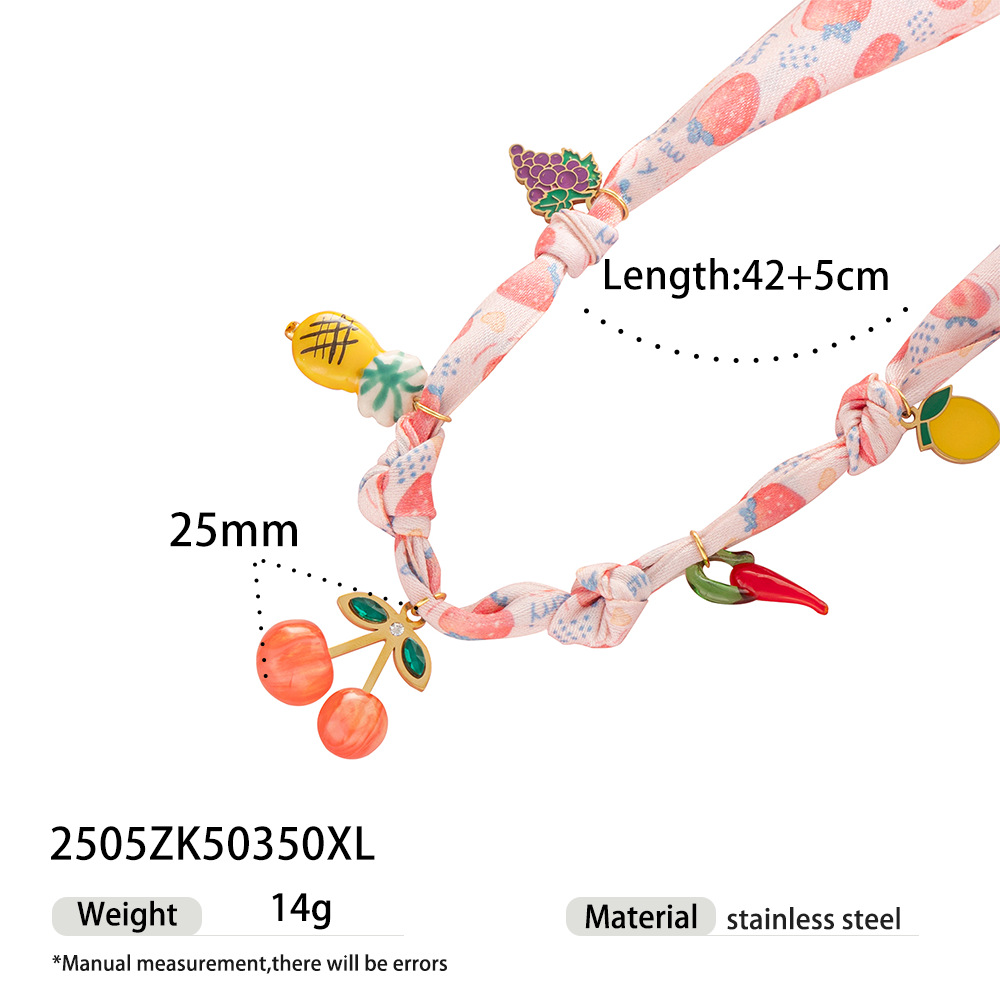 Length:42+5cm
25mm
2505ZK50350XL
Weight 14g
Material stainless steel
*Manual measurement,there will be errors